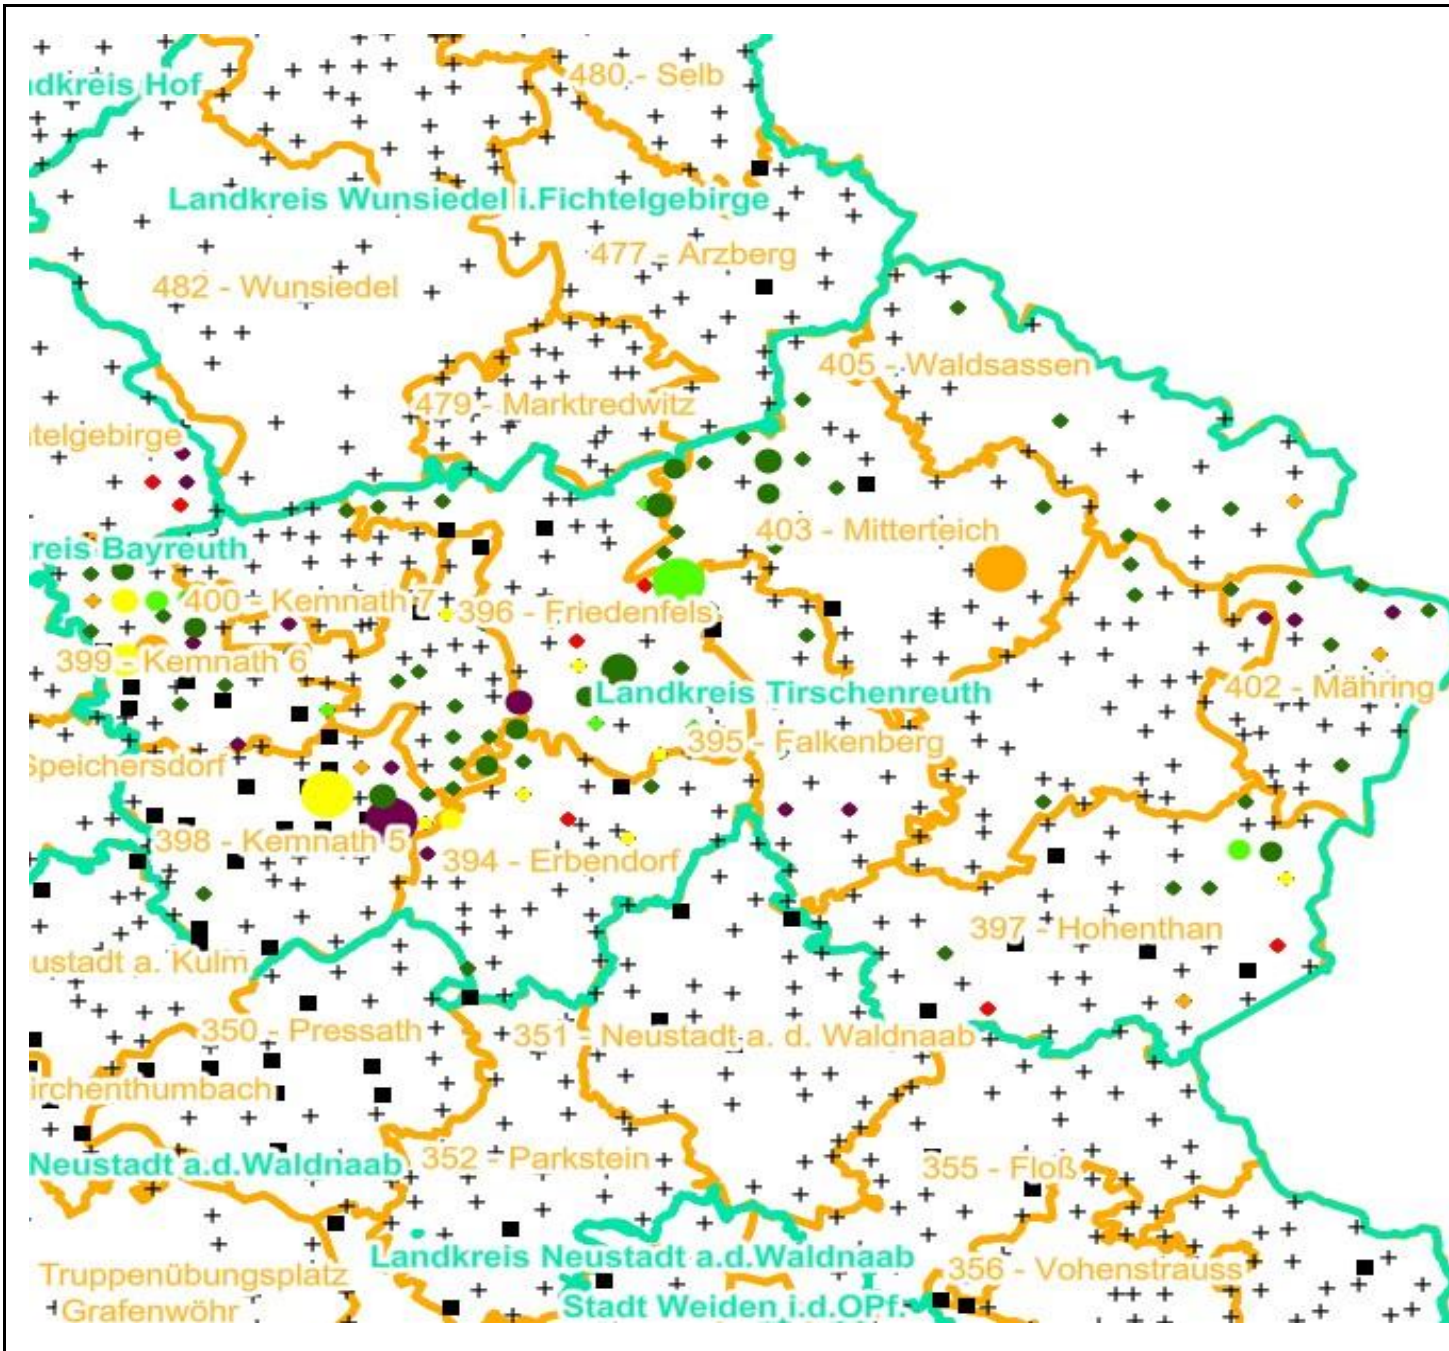 480 - Selb
dkreis Hof
Landkreis Wunsiedel i.Fichtelgebirge
477 - Arzberg
482 - Wunsiedel
405 - Waldsassen
479 - Marktredwitz
telgebirge
403 - Mitterteich
reis Bayreuth
400 - Kemnath 7
396 - Friedenfels
399 - Kemnath 6
402 - Mähring
Landkreis Tirschenreuth
395 - Falkenberg
Speichersdorf
398 - Kemnath 5
394 - Erbendorf
397 - Hohenthan
ustadt a. Kulm
350 - Pressath
351 - Neustadt a. d. Waldnaab
irchenthumbach
Neustadt a.d.Waldnaab
352 - Parkstein
355 - Floß
Landkreis Neustadt a.d.Waldnaab
356 - Vohenstrauss
Truppenübungsplatz
Grafenwöhr
Stadt Weiden i.d.OPf.